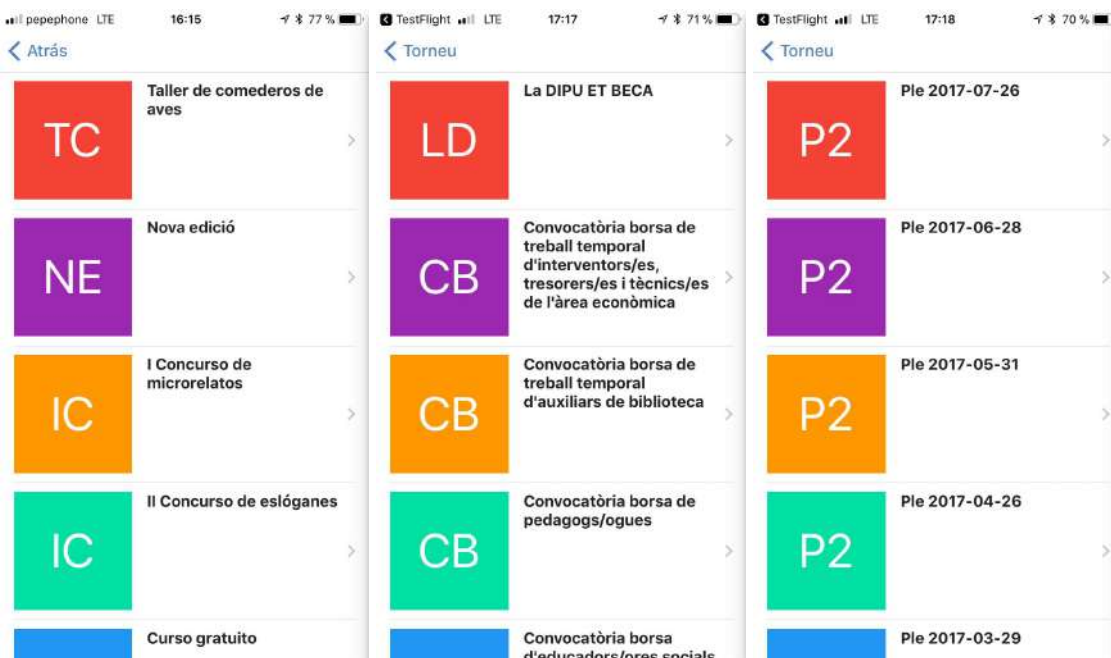 pepephone LTE 16:15 77 %
Atrás
TC
Taller de comederos de
aves
NE
Nova edició
IC
I Concurso de
microrelatos
IC
II Concurso de eslóganes
Curso gratuito
TestFlight LTE 17:17 71 %
Torneu
LD
La DIPU ET BECA
CB
Convocatòria borsa de
treball temporal
d'interventors/es,
tresorers/es i tècnics/es
de l'àrea econòmica
CB
Convocatòria borsa de
treball temporal
d'auxiliars de biblioteca
CB
Convocatòria borsa de
pedagogs/ogues
Convocatòria borsa
d'educadors/ores socials
TestFlight LTE 17:18 70 %
Torneu
P2
Ple 2017-07-26
P2
Ple 2017-06-28
P2
Ple 2017-05-31
P2
Ple 2017-04-26
Ple 2017-03-29